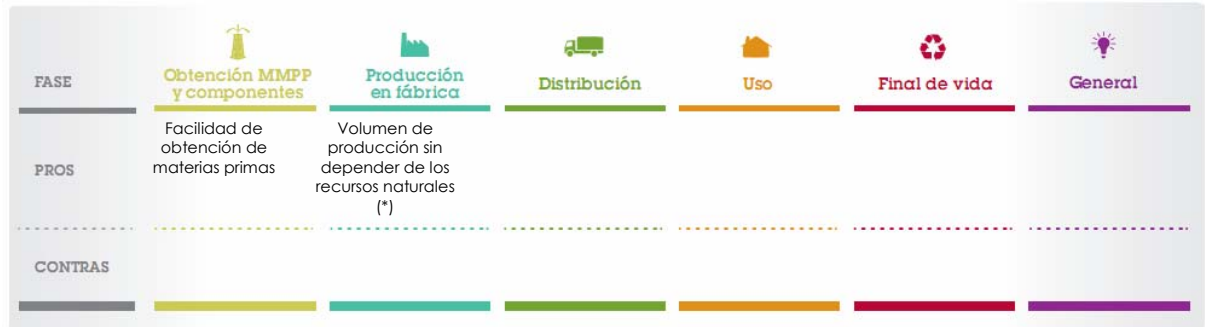 FASE
Obtención MMPP
y componentes
Producción
en fábrica
Distribución
Uso
Final de vida
General
PROS
Facilidad de
obtención de
materias primas
Volumen de
producción sin
depender de los
recursos naturales
(*)
CONTRAS